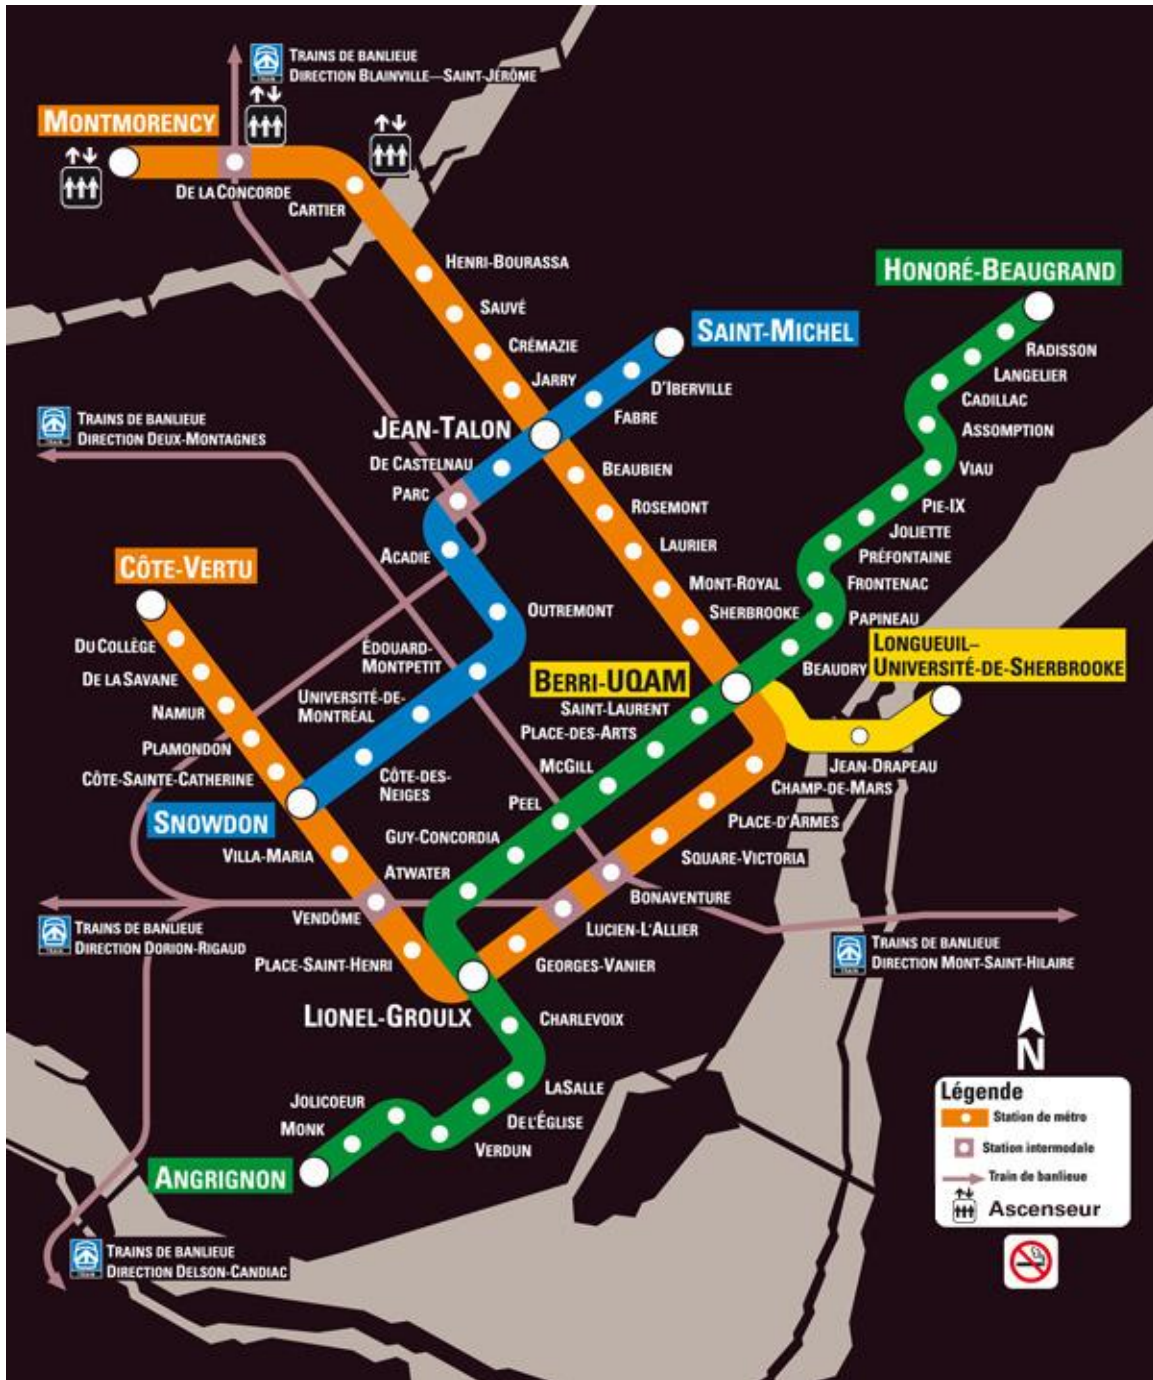 TRAINS DE BANLIEUE
DIRECTION BLAINVILLE—SAINT-JÉRÔME
TRAIN
MONTMORENCY
DE LA CONCORDE
CARTIER
HENRI-BOURASSA
HONORÉ-BEAUGRAND
SAUVÉ
SAINT-MICHEL
CRÉMAZIE
RADISSON
JARRY
LANGELIER
D'IBERVILLE
CADILLAC
FABRE
TRAINS DE BANLIEUE
DIRECTION DEUX-MONTAGNES
TRAIN
JEAN-TALON
ASSOMPTION
DE CASTELNAU
BEAUBIEN
VIAU
PARC
ROSEMONT
PIE-IX
JOLIETTE
LAURIER
ACADIE
PRÉFONTAINE
CÔTE-VERTU
MONT-ROYAL
FRONTENAC
OUTREMONT
SHERBROOKE
PAPINEAU
DU COLLÈGE
ÉDOUARD-
MONTPETIT
LONGUEUIL–
UNIVERSITÉ-DE-SHERBROOKE
BEAUDRY
DE LA SAVANE
BERRI-UQAM
UNIVERSITÉ-DE-
MONTRÉAL
NAMUR
SAINT-LAURENT
PLACE-DES-ARTS
PLAMONDON
MCGILL
JEAN-DRAPEAU
CÔTE-SAINTE-CATHERINE
CÔTE-DES-
NEIGES
CHAMP-DE-MARS
PEEL
SNOWDON
PLACE-D'ARMES
GUY-CONCORDIA
VILLA-MARIA
SQUARE-VICTORIA
ATWATER
BONAVENTURE
VENDÔME
LUCIEN-L'ALLIER
TRAINS DE BANLIEUE
DIRECTION DORION-RIGAUD
TRAIN
TRAINS DE BANLIEUE
DIRECTION MONT-SAINT-HILAIRE
TRAIN
PLACE-SAINT-HENRI
GEORGES-VANIER
LIONEL-GROULX
CHARLEVOIX
N
LASALLE
JOLICOEUR
DE L'ÉGLISE
MONK
VERDUN
ANGRIGNON
Légende
Station de métro
Station intermodale
Train de banlieue
Ascenseur
TRAINS DE BANLIEUE
DIRECTION DELSON-CANDIAC
TRAIN